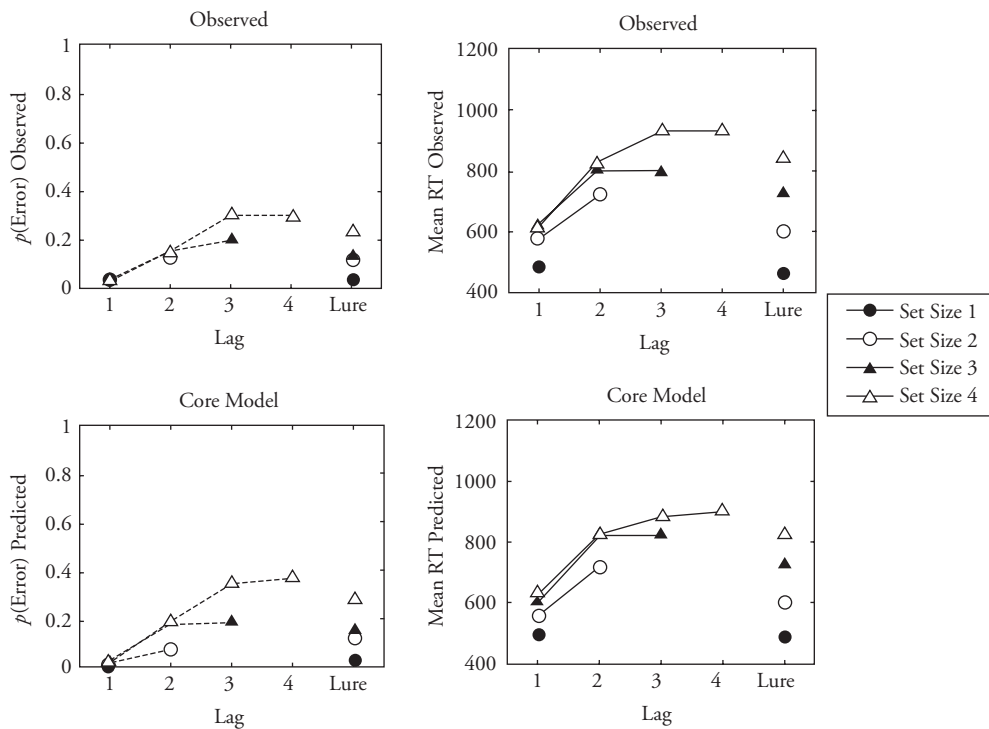 Observed
1
0.8
0.6
0.4
0.2
0
p(Error) Observed
1 2 3 4 Lure
Lag
Observed
1200
1000
800
600
400
Mean RT Observed
1 2 3 4 Lure
Lag
Set Size 1
Set Size 2
Set Size 3
Set Size 4
Core Model
1
0.8
0.6
0.4
0.2
0
p(Error) Predicted
1 2 3 4 Lure
Lag
Core Model
1200
1000
800
600
400
Mean RT Predicted
1 2 3 4 Lure
Lag